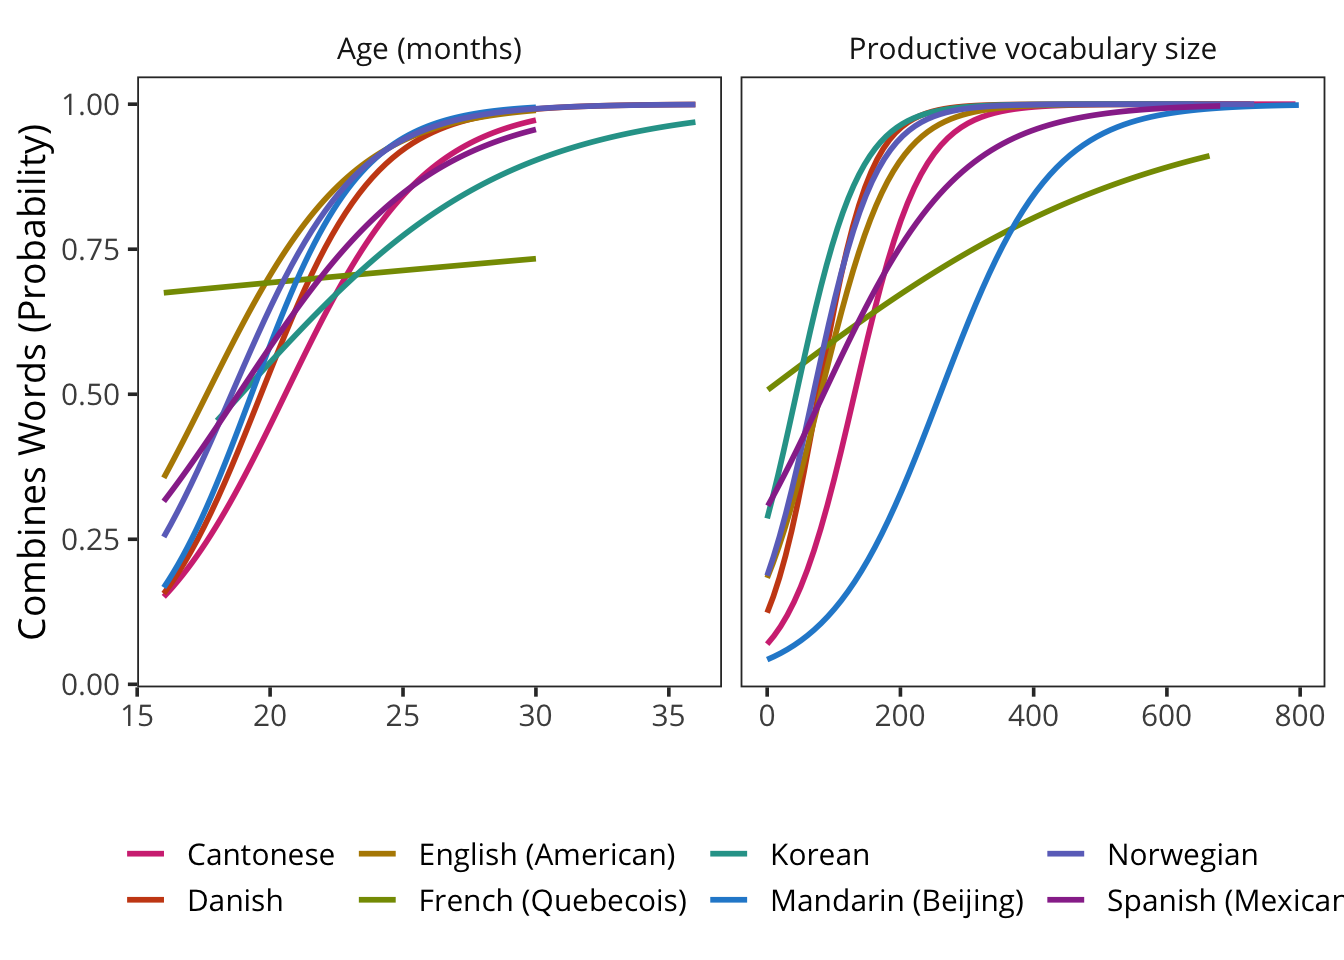 Age (months)
Productive vocabulary size
Combines Words (Probability)
1.00
0.75
0.50
0.25
0.00
15 20 25 30 35
0 200 400 600 800
Cantonese English (American) Korean Norwegian
Danish French (Quebecois) Mandarin (Beijing) Spanish (Mexican